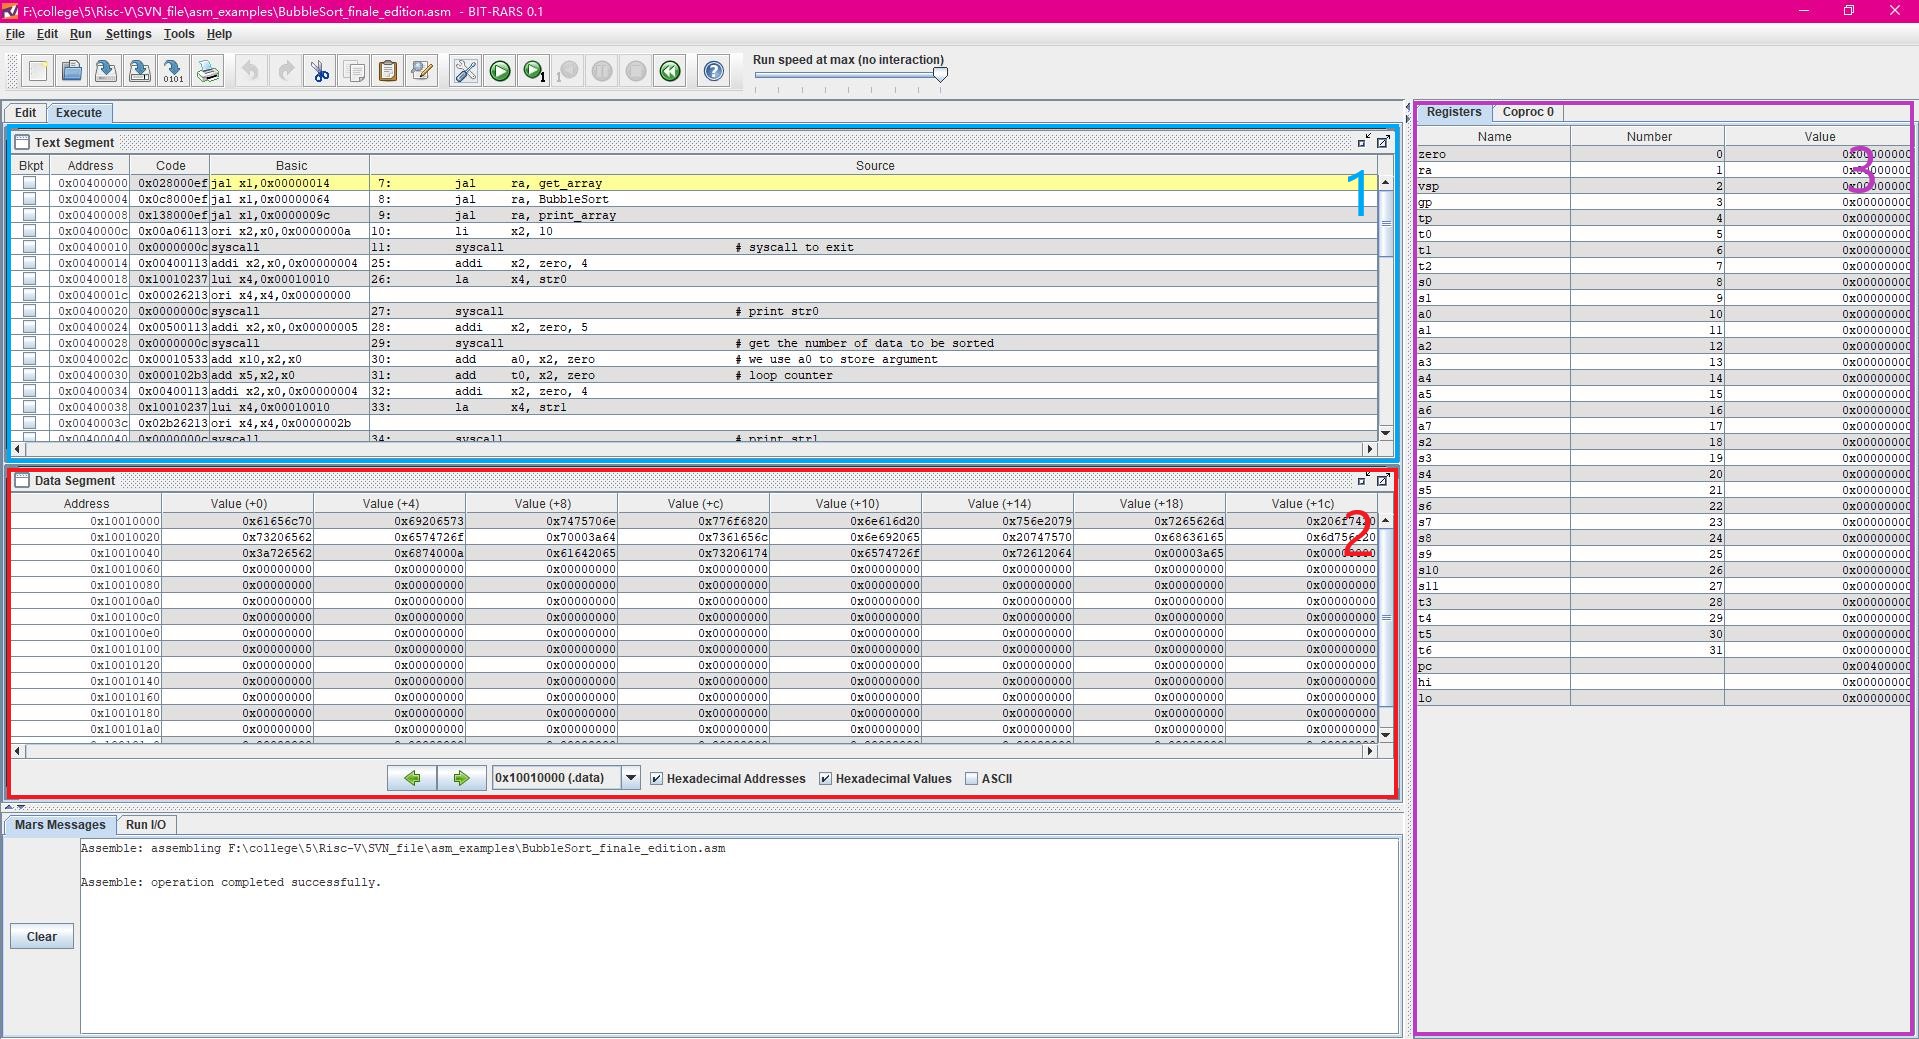 F:\college\5\Risc-V\SVN_file\asm_examples\BubbleSort_finale_edition.asm - BIT-RARS 0.1
File Edit Run Settings Tools Help
Run speed at max (no interaction)
Edit Execute
Text Segment
Bkpt Address Code Basic Source
0x00400000 0x028000ef jal x1,0x00000014 7: jal ra, get_array
0x00400004 0x0c8000ef jal x1,0x00000064 8: jal ra, BubbleSort
0x00400008 0x138000ef jal x1,0x0000009c 9: jal ra, print_array
0x0040000c 0x00a06113 ori x2,x0,0x0000000a 10: li x2, 10
0x00400010 0x0000000c syscall 11: syscall # syscall to exit
0x00400014 0x00400113 addi x2,x0,0x00000004 25: addi x2, zero, 4
0x00400018 0x10010237 lui x4,0x00010010 26: la x4, str0
0x0040001c 0x00026213 ori x4,x4,0x00000000
0x00400020 0x0000000c syscall 27: syscall # print str0
0x00400024 0x00500113 addi x2,x0,0x00000005 28: addi x2, zero, 5
0x00400028 0x0000000c syscall 29: syscall # get the number of data to be sorted
0x0040002c 0x00010533 add x10,x2,x0 30: add a0, x2, zero # we use a0 to store argument
0x00400030 0x000102b3 add x5,x2,x0 31: add t0, x2, zero # loop counter
0x00400034 0x00400113 addi x2,x0,0x00000004 32: addi x2, zero, 4
0x00400038 0x10010237 lui x4,0x00010010 33: la x4, str1
0x0040003c 0x02b26213 ori x4,x4,0x0000002b
0x00400040 0x0000000c syscall 34: syscall # print str1
1
Data Segment
Address Value (+0) Value (+4) Value (+8) Value (+c) Value (+10) Value (+14) Value (+18) Value (+1c)
0x10010000 0x61656c70 0x69206573 0x7475706e 0x776f6820 0x6e616d20 0x756e2079 0x7265626d 0x206f7420
0x10010020 0x73206562 0x6574726f 0x70003a64 0x7361656c 0x6e692065 0x20747570 0x68636165 0x6d756e20
0x10010040 0x3a726562 0x6874000a 0x61642065 0x73206174 0x6574726f 0x72612064 0x00003a65 0x00000000
0x10010060 0x00000000 0x00000000 0x00000000 0x00000000 0x00000000 0x00000000 0x00000000 0x00000000
0x10010080 0x00000000 0x00000000 0x00000000 0x00000000 0x00000000 0x00000000 0x00000000 0x00000000
0x100100a0 0x00000000 0x00000000 0x00000000 0x00000000 0x00000000 0x00000000 0x00000000 0x00000000
0x100100c0 0x00000000 0x00000000 0x00000000 0x00000000 0x00000000 0x00000000 0x00000000 0x00000000
0x100100e0 0x00000000 0x00000000 0x00000000 0x00000000 0x00000000 0x00000000 0x00000000 0x00000000
0x10010100 0x00000000 0x00000000 0x00000000 0x00000000 0x00000000 0x00000000 0x00000000 0x00000000
0x10010120 0x00000000 0x00000000 0x00000000 0x00000000 0x00000000 0x00000000 0x00000000 0x00000000
0x10010140 0x00000000 0x00000000 0x00000000 0x00000000 0x00000000 0x00000000 0x00000000 0x00000000
0x10010160 0x00000000 0x00000000 0x00000000 0x00000000 0x00000000 0x00000000 0x00000000 0x00000000
0x10010180 0x00000000 0x00000000 0x00000000 0x00000000 0x00000000 0x00000000 0x00000000 0x00000000
0x100101a0 0x00000000 0x00000000 0x00000000 0x00000000 0x00000000 0x00000000 0x00000000 0x00000000
2
0x10010000 (.data) Hexadecimal Addresses Hexadecimal Values ASCII
Mars Messages Run I/O
Assemble: assembling F:\college\5\Risc-V\SVN_file\asm_examples\BubbleSort_finale_edition.asm
Assemble: operation completed successfully.
Clear
Registers Coproc 0
Name Number Value
zero 0 0x00000000
ra 1 0x00000000
vsp 2 0x00000000
gp 3 0x00000000
tp 4 0x00000000
t0 5 0x00000000
t1 6 0x00000000
t2 7 0x00000000
s0 8 0x00000000
s1 9 0x00000000
a0 10 0x00000000
a1 11 0x00000000
a2 12 0x00000000
a3 13 0x00000000
a4 14 0x00000000
a5 15 0x00000000
a6 16 0x00000000
a7 17 0x00000000
s2 18 0x00000000
s3 19 0x00000000
s4 20 0x00000000
s5 21 0x00000000
s6 22 0x00000000
s7 23 0x00000000
s8 24 0x00000000
s9 25 0x00000000
s10 26 0x00000000
s11 27 0x00000000
t3 28 0x00000000
t4 29 0x00000000
t5 30 0x00000000
t6 31 0x00000000
pc 0x00400000
hi 0x00000000
lo 0x00000000
3